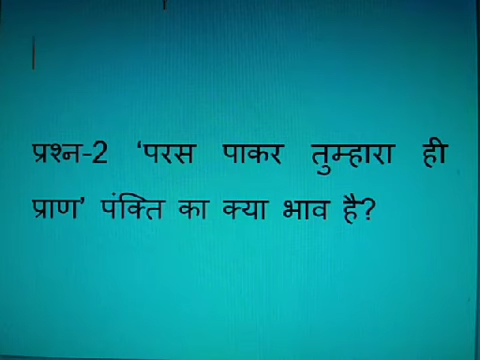 प्रश्न-2 ‘परस पाकर तुम्हारा ही
प्राण’ पंक्ति का क्या भाव है?